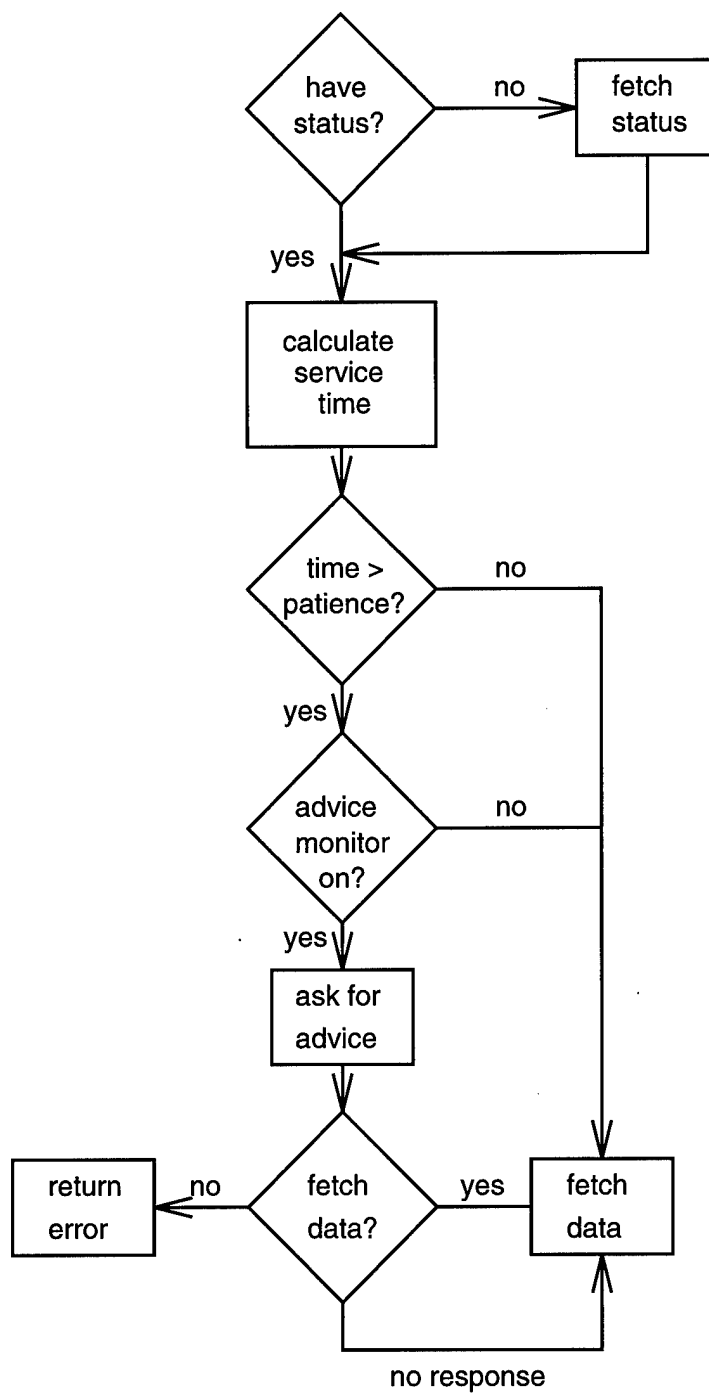 have
status?
no
fetch
status
yes
calculate
service
time
time >
patience?
no
yes
advice
monitor
on?
no
yes
ask for
advice
return
error
no
fetch
data?
yes
fetch
data
no response